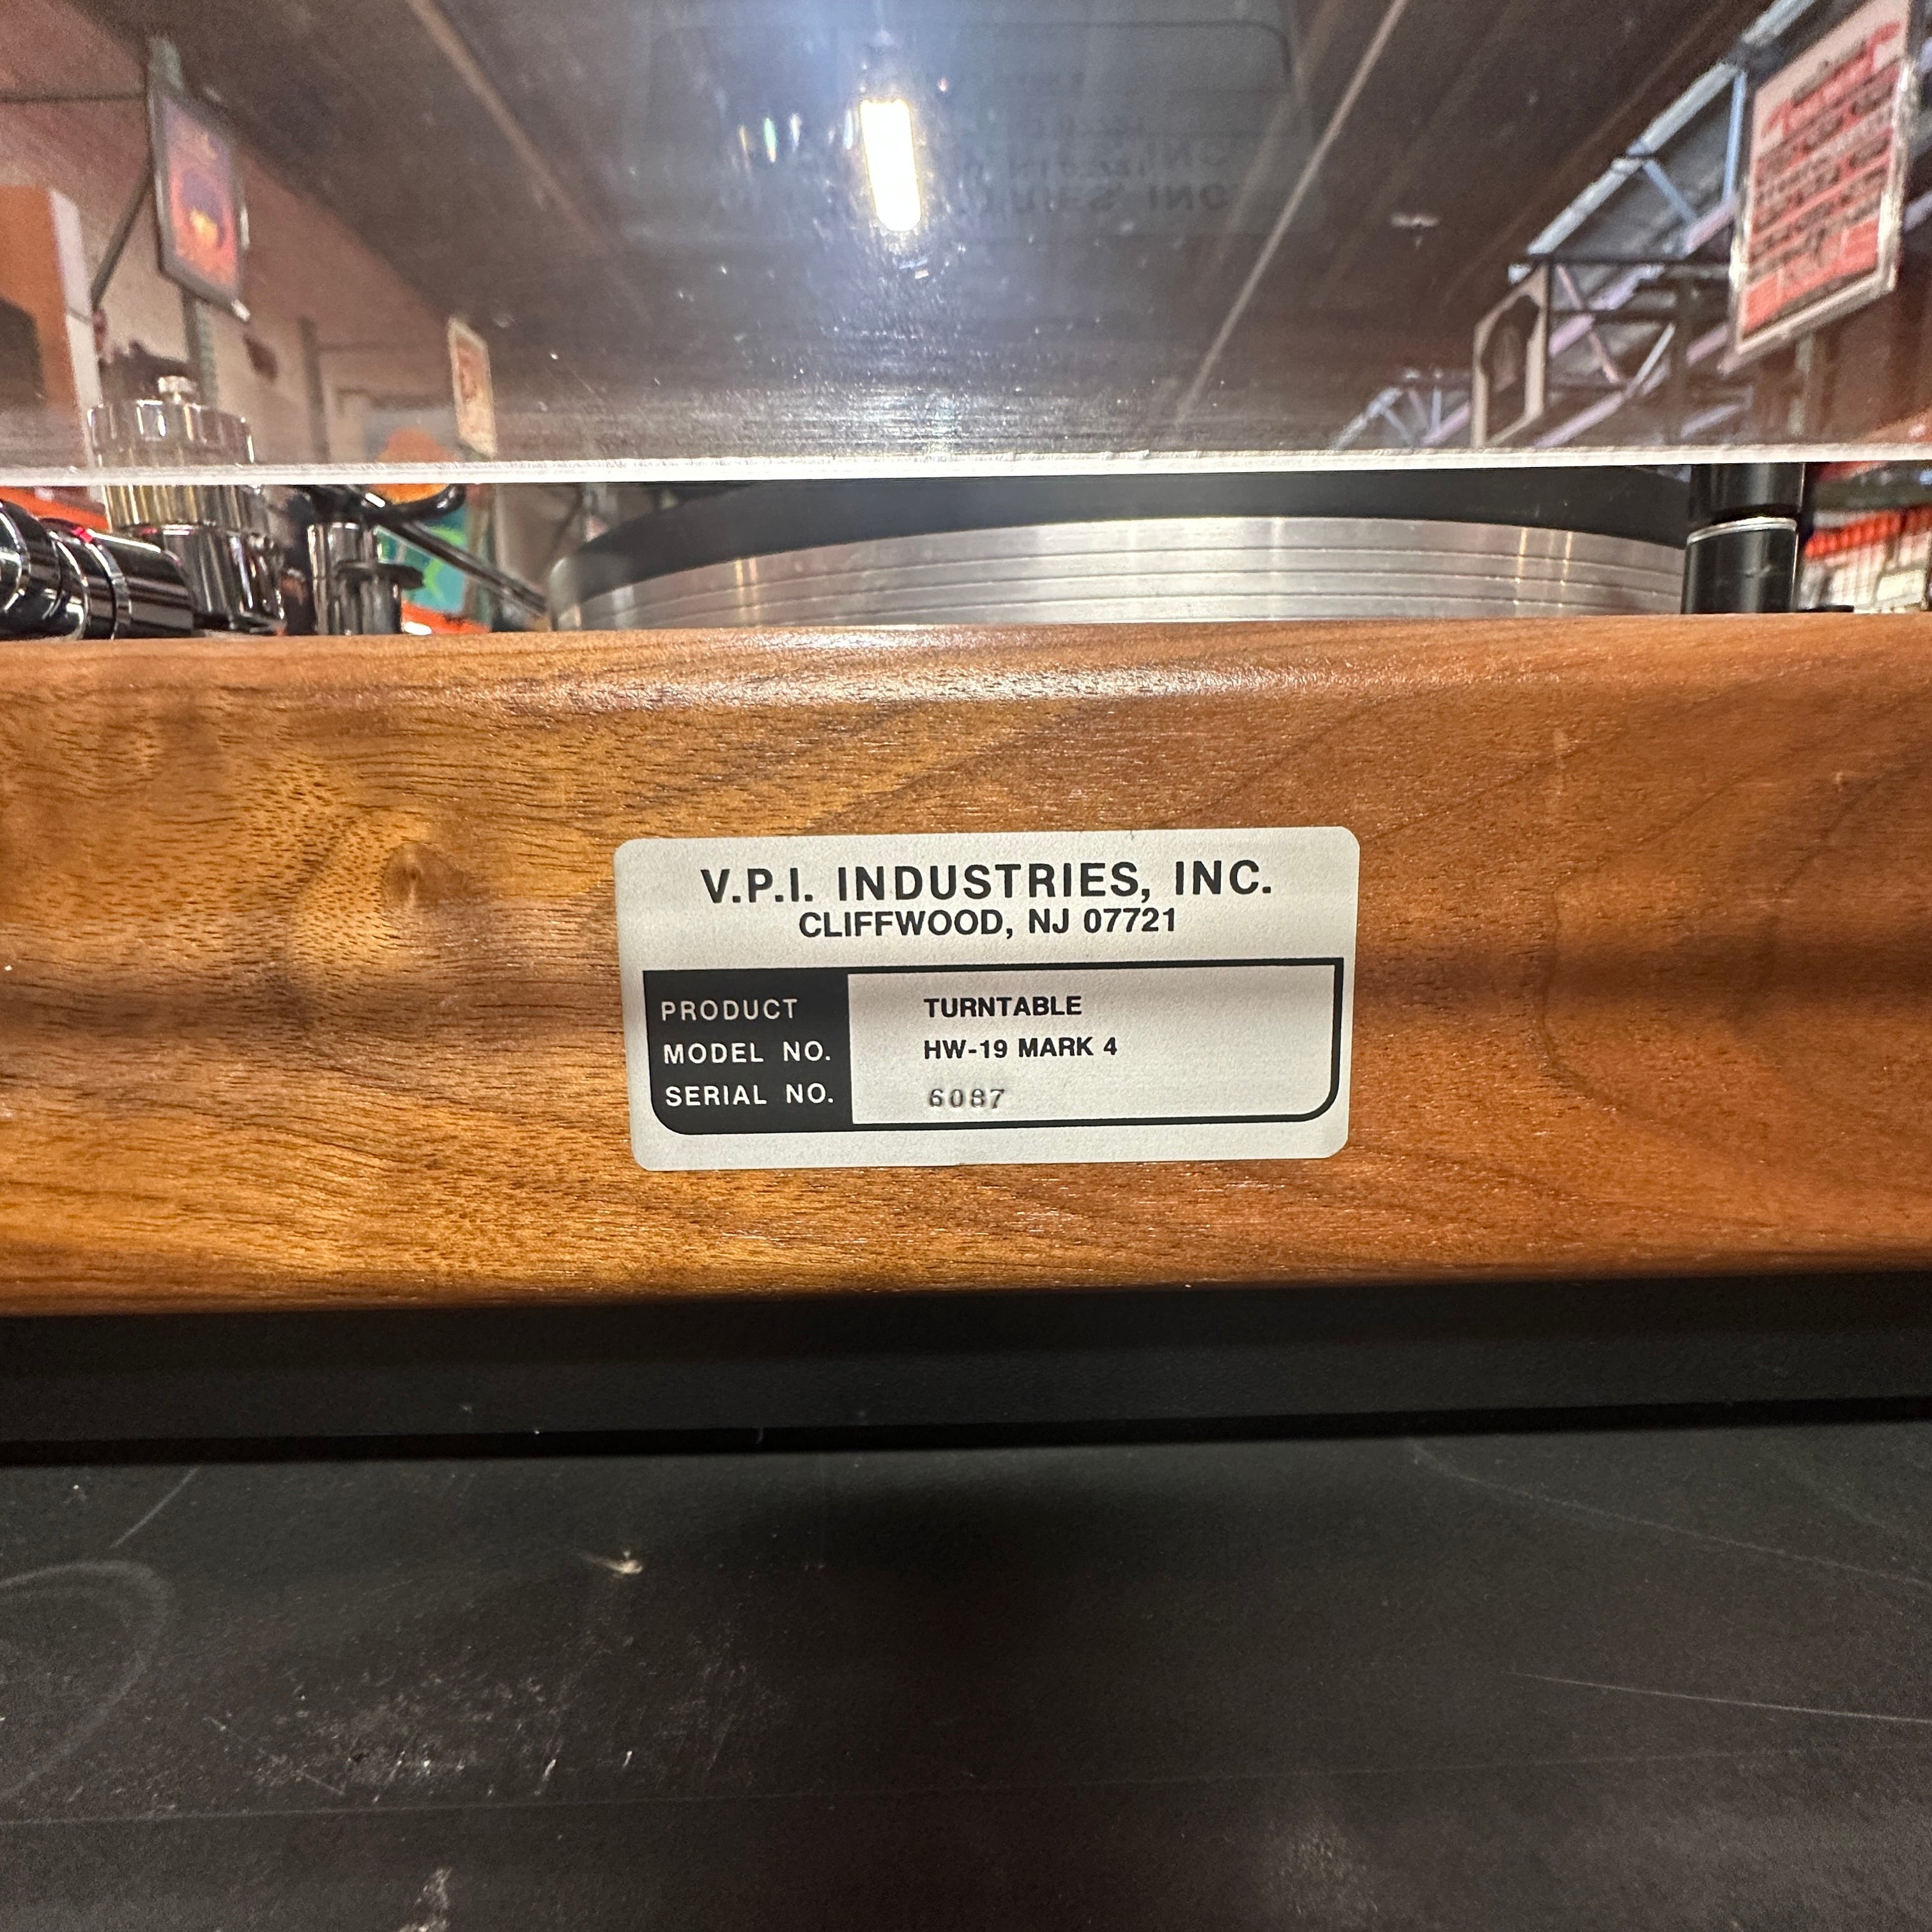 V.P.I. INDUSTRIES, INC.
CLIFFWOOD, NJ 07721
PRODUCT TURNTABLE
MODEL NO. HW-19 MARK 4
SERIAL NO. 6087